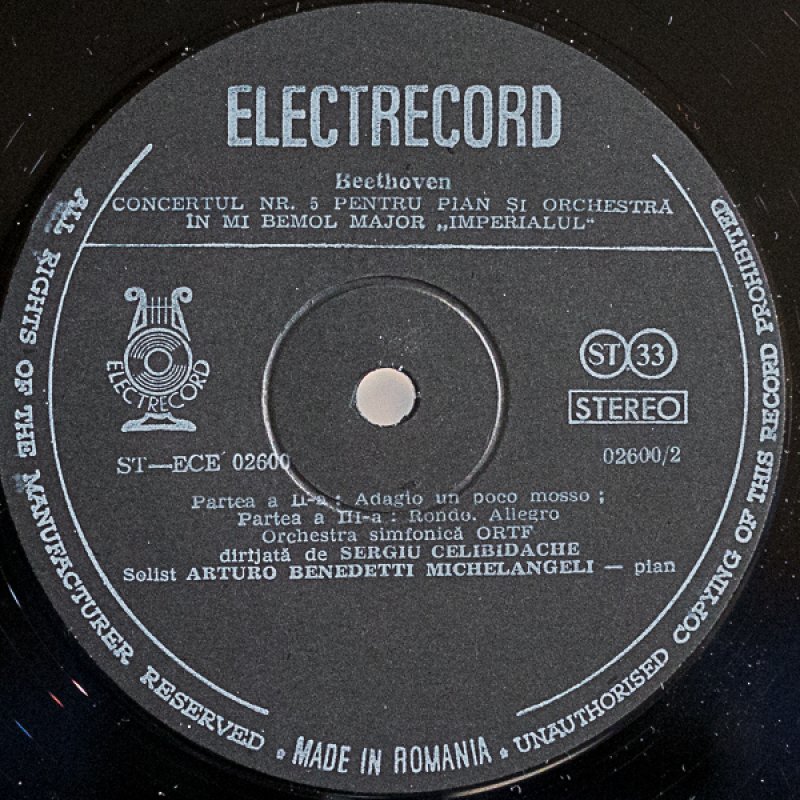 ELECTRECORD
Beethoven
CONCERTUL NR. 5 PENTRU PIAN ȘI ORCHESTRĂ
ÎN MI BEMOL MAJOR „IMPERIALUL“
ELECTRECORD
ST 33
STEREO
ST—ECE 02600
02600/2
Partea a II-a : Adagio un poco mosso ;
Partea a III-a : Rondo. Allegro
Orchestra simfonică ORTF
dirijată de SERGIU CELIBIDACHE
Solist ARTURO BENEDETTI MICHELANGELI — pian
ALL RIGHTS OF THE MANUFACTURER RESERVED * MADE IN ROMANIA * UNAUTHORISED COPYING OF THIS RECORD PROHIBITED